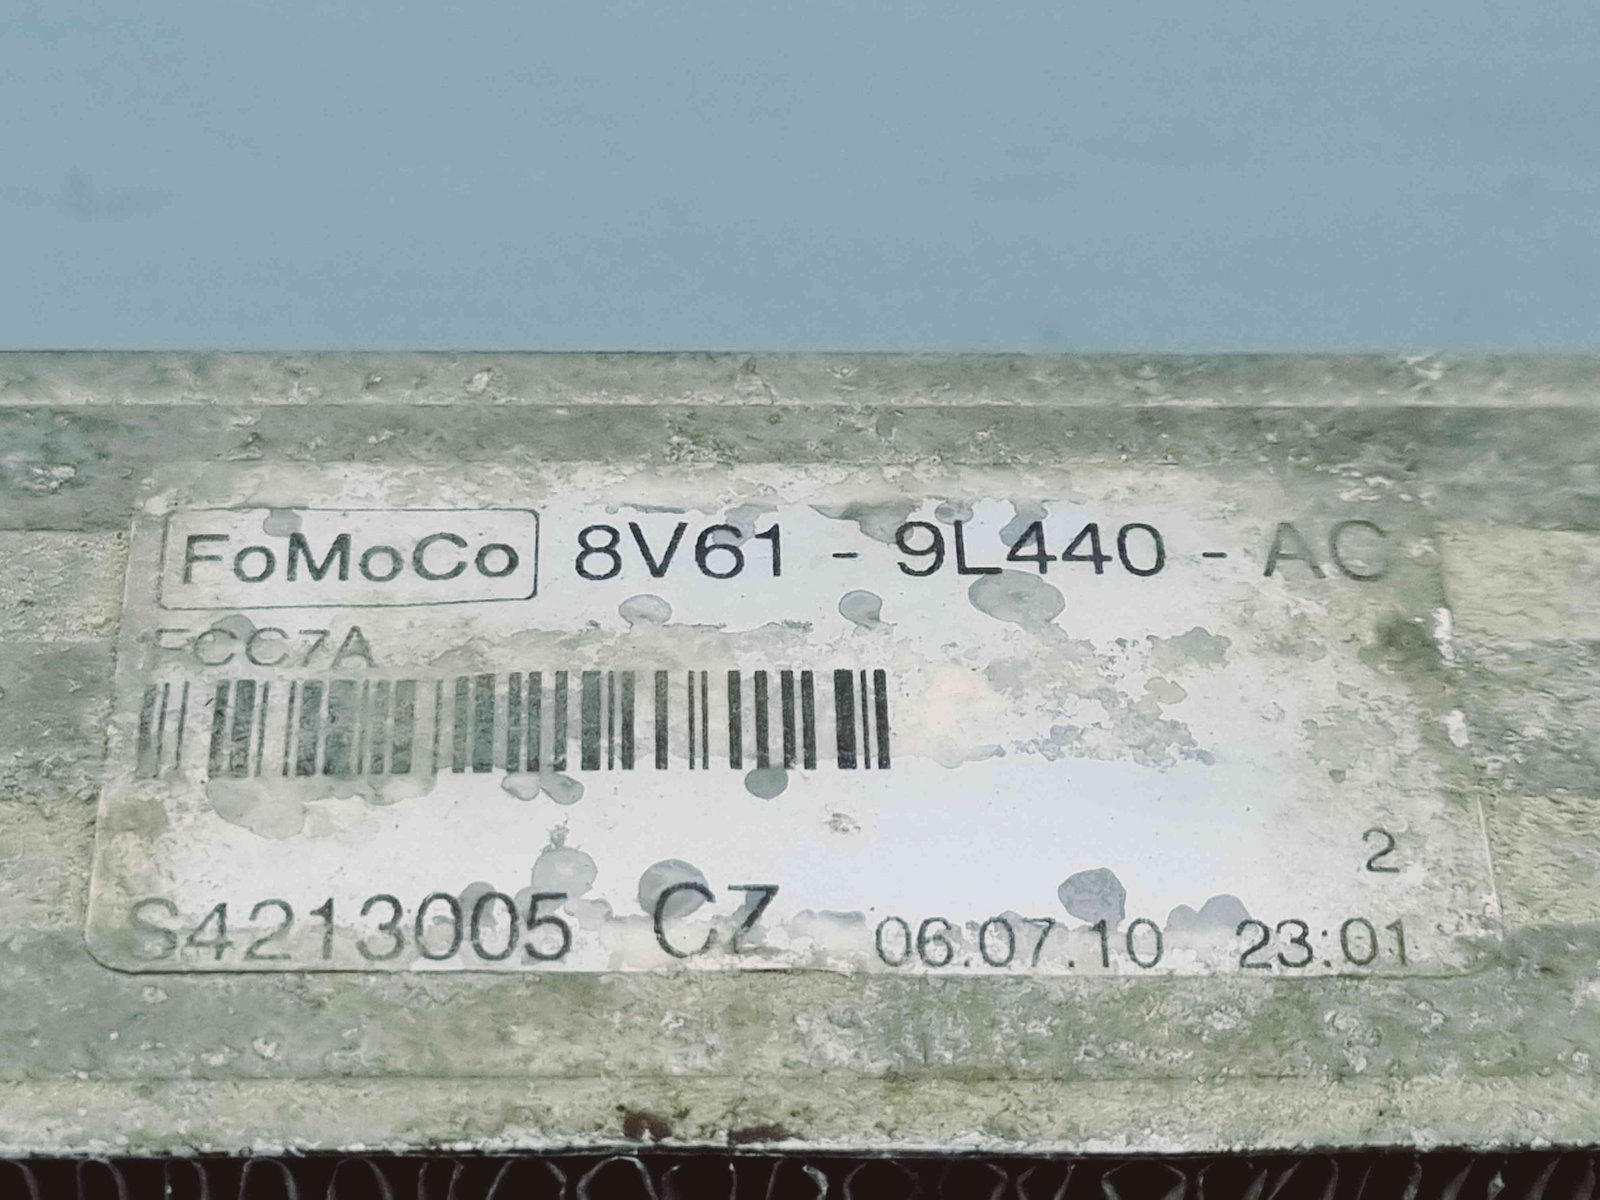 FoMoCo 8V61 - 9L440 - AC
FCC7A
2
S4213005 CZ 06.07.10 23:01